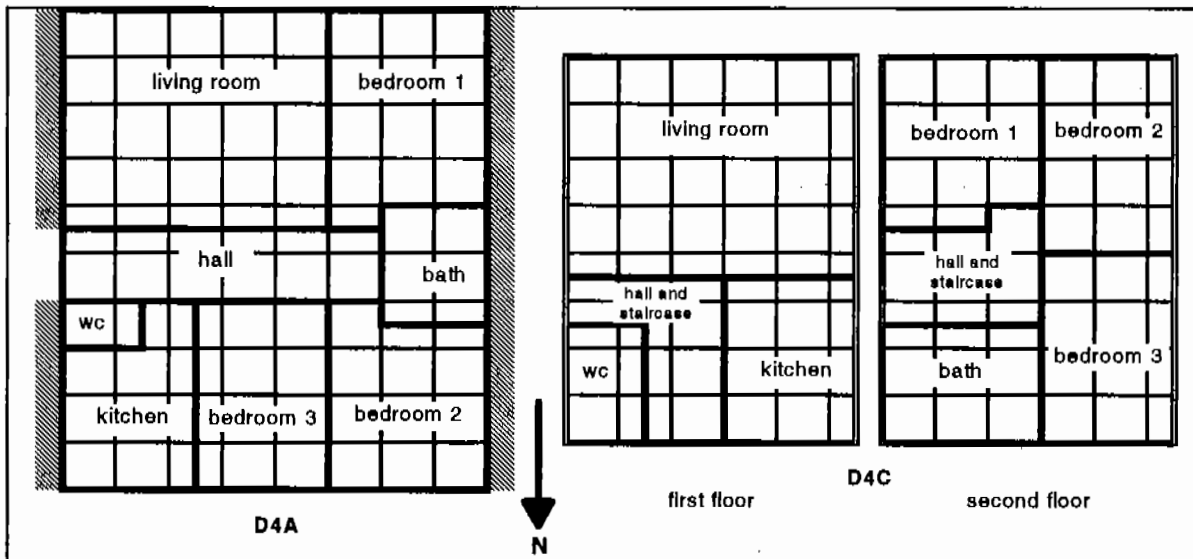 living room
bedroom 1
hall
bath
wc
kitchen
bedroom 3
bedroom 2
D4A
N
living room
hall and
staircase
wc
kitchen
first floor
D4C
bedroom 1
bedroom 2
hall and
staircase
bath
bedroom 3
second floor